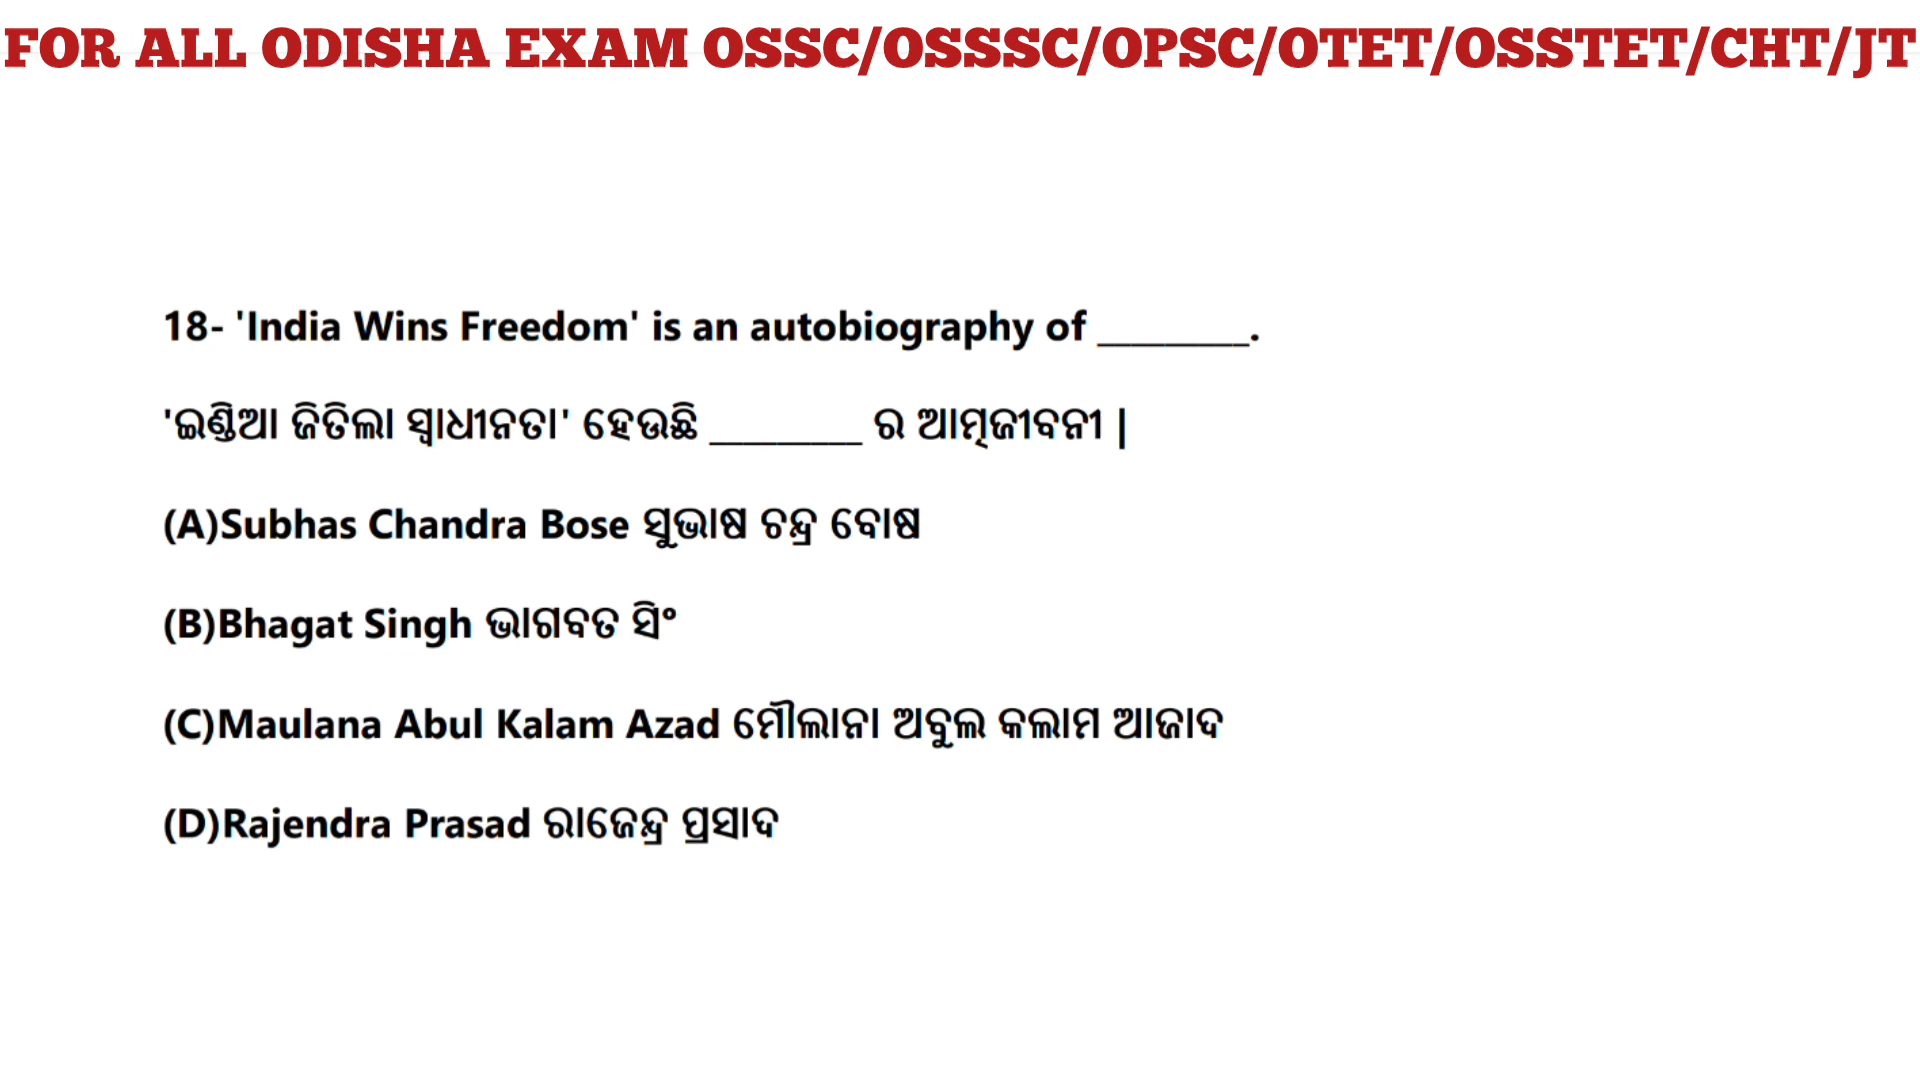 FOR ALL ODISHA EXAM OSSC/OSSSC/OPSC/OTET/OSSTET/CHT/JT
18- 'India Wins Freedom' is an autobiography of _________.
'ଇଣ୍ଡିଆ ଜିତିଲା ସ୍ୱାଧୀନତା' ହେଉଛି _________ ର ଆତ୍ମଜୀବନୀ |
(A)Subhas Chandra Bose ସୁଭାଷ ଚନ୍ଦ୍ର ବୋଷ
(B)Bhagat Singh ଭାଗବତ ସିଂ
(C)Maulana Abul Kalam Azad ମୌଲାନା ଅବୁଲ କଲାମ ଆଜାଦ
(D)Rajendra Prasad ରାଜେନ୍ଦ୍ର ପ୍ରସାଦ